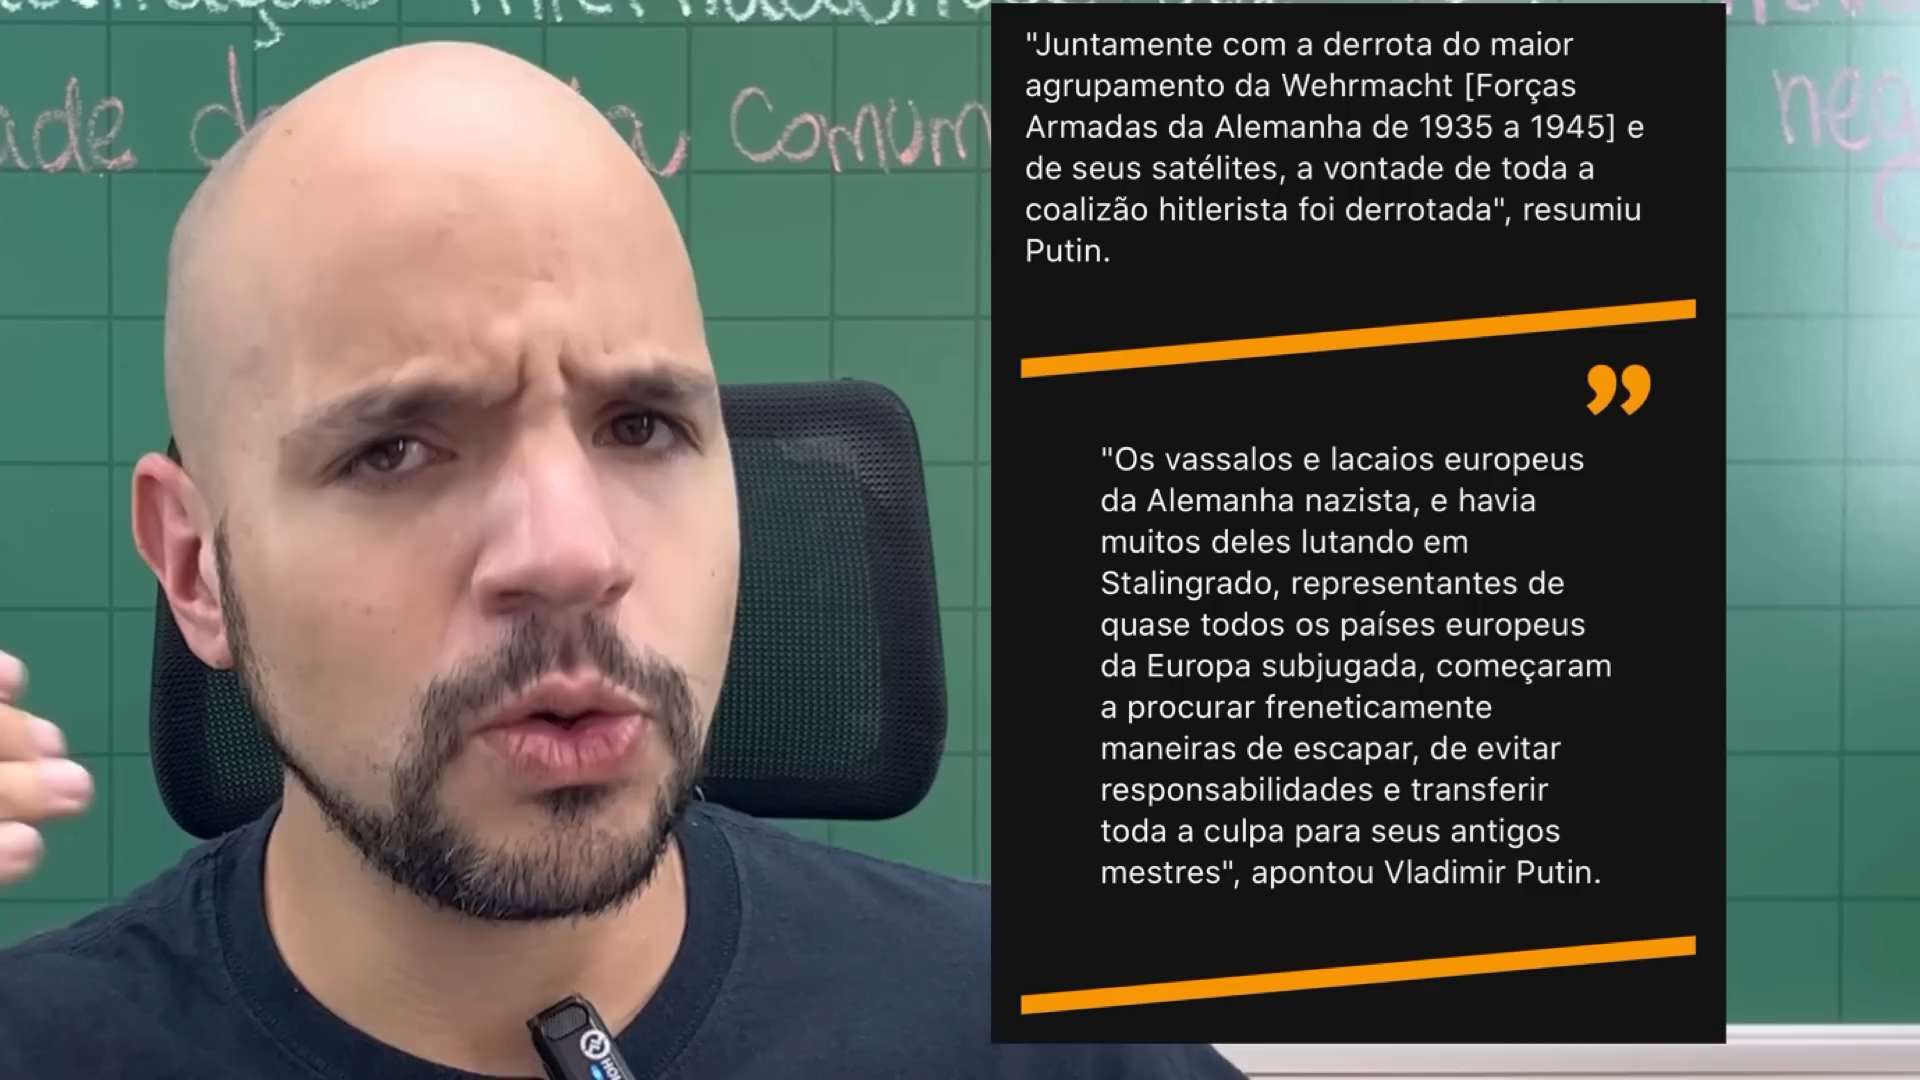 Comum
"Juntamente com a derrota do maior
agrupamento da Wehrmacht [Forças
Armadas da Alemanha de 1935 a 1945] e
de seus satélites, a vontade de toda a
coalizão hitlerista foi derrotada", resumiu
Putin.
”
"Os vassalos e lacaios europeus
da Alemanha nazista, e havia
muitos deles lutando em
Stalingrado, representantes de
quase todos os países europeus
da Europa subjugada, começaram
a procurar freneticamente
maneiras de escapar, de evitar
responsabilidades e transferir
toda a culpa para seus antigos
mestres", apontou Vladimir Putin.